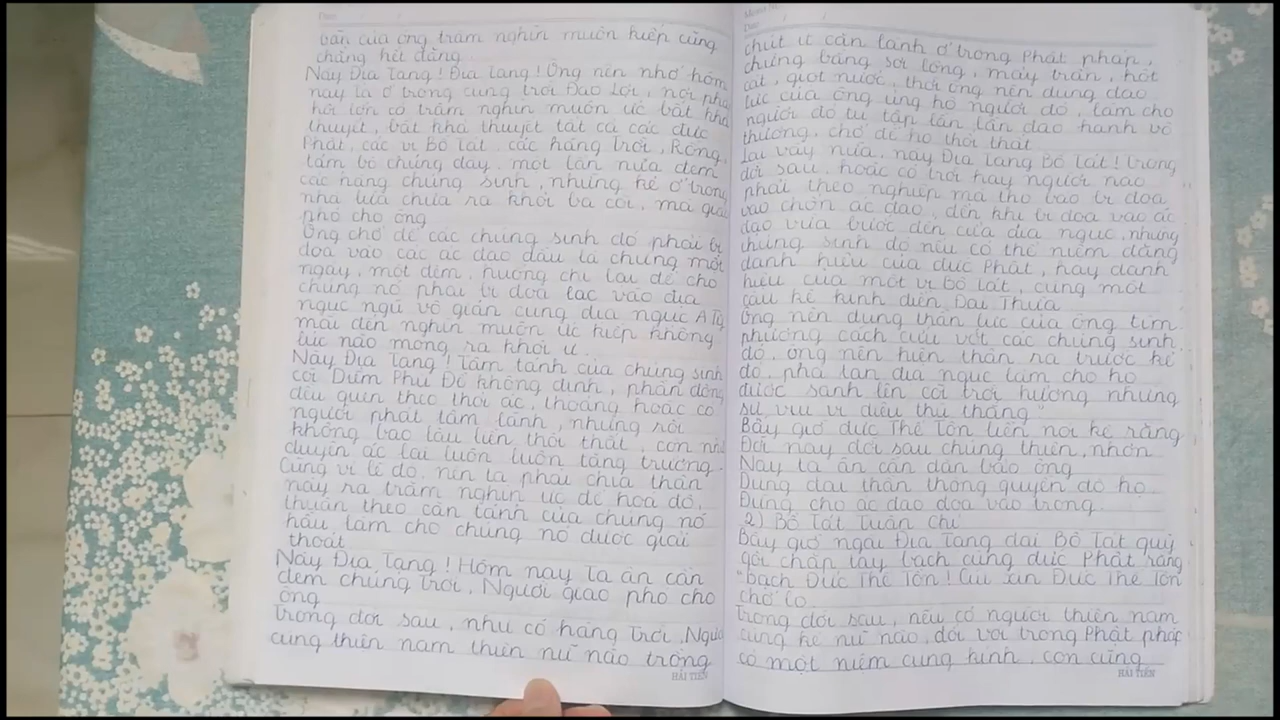 bàn của ông trăm nghìn muôn kiếp cũng
chẳng hết đặng.
Này Địa Tạng! Địa Tạng! Ông nên nhớ hôm
nay Ta ở trong cung trời Đao Lợi, nơi pháp
hội lớn có trăm nghìn muôn ức bất khả
thuyết, bất khả thuyết tất cả các đức
Phật, các vị Bồ Tát, các hàng trời, Rồng,
tám bộ chúng đây, một lần nữa đem
các hàng chúng sinh, những kẻ ở trong
nhà lửa chưa ra khỏi ba cõi, mà giao
phó cho ông
Ông chớ để các chúng sinh đó phải bị
đọa vào các ác đạo dầu là chừng một
ngày, một đêm, huống chi lại để cho
chúng nó phải bị đọa lạc vào địa
ngục ngũ vô gián cùng địa ngục A Tỳ
mãi đến nghìn muôn ức kiếp không
lúc nào mong ra khỏi ư.
Này Địa Tạng! Tâm tánh của chúng sinh
cõi Diêm Phù Đề không định, phần đông
đều quen theo thói ác, thoảng hoặc có
người phát tâm lành, nhưng rồi
không bao lâu liền thối thất, còn như
duyên ác lại luôn luôn tăng trưởng.
Cũng vì lẽ đó, nên ta phải chia thân
này ra trăm nghìn ức để hóa độ,
thuận theo căn tánh của chúng nó
hầu làm cho chúng nó được giải
thoát
Này Địa Tạng! Hôm nay Ta ân cần
đem chúng trời, Người giao phó cho
ông
Trong đời sau, như có hàng Trời, Người
cùng thiện nam thiện nữ nào trồng
chút ít căn lành ở trong Phật pháp,
chừng bằng sợi lông, mảy trần, hột
cát, giọt nước, thời ông nên dùng đạo
lực của ông ủng hộ người đó, làm cho
người đó tu tập lần lần đạo hạnh vô
thượng, chớ để họ thối thất
Lại vậy nữa, này Địa Tạng Bồ Tát! Trong
đời sau, hoặc có trời hay người nào
phải theo nghiệp mà thọ báo bị đọa
vào chốn ác đạo, đến khi bị đọa vào ác
đạo vừa bước đến cửa địa ngục, những
chúng sinh đó nếu có thể niệm đặng
danh hiệu của đức Phật, hay danh
hiệu của một vị Bồ tát, cùng một
câu kệ kinh điển Đại Thừa
Ông nên dùng thần lực của ông tìm
phương cách cứu vớt các chúng sinh
đó, ông nên hiện thân ra trước kẻ
đó, phá tan địa ngục làm cho họ
được sanh lên cõi trời hưởng những
sự vui vi diệu thù thắng"
Bấy giờ đức Thế Tôn liền nói kệ rằng
Đời này đời sau chúng thiên, nhơn
Nay ta ân cần dặn bảo ông
Dùng đại thần thông quyền độ họ
Đừng cho ác đạo đọa vào trong.
2) Bồ Tát Tuân Chỉ
Bấy giờ ngài Địa Tạng đại Bồ Tát quỳ
gối chắp tay bạch cùng đức Phật rằng
"bạch Đức Thế Tôn! Cúi xin Đức Thế Tôn
chớ lo
Trong đời sau, nếu có người thiện nam
cùng kẻ nữ nào, đối với trong Phật pháp
có một niệm cung kính, con cũng
HẢI TIẾN
HẢI TIẾN